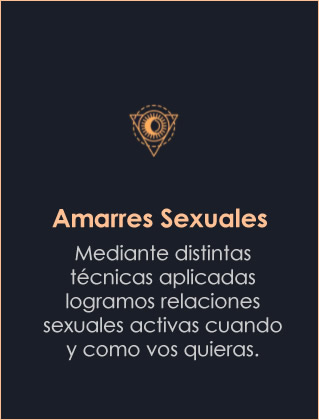 Amarres Sexuales
Mediante distintas
técnicas aplicadas
logramos relaciones
sexuales activas cuando
y como vos quieras.